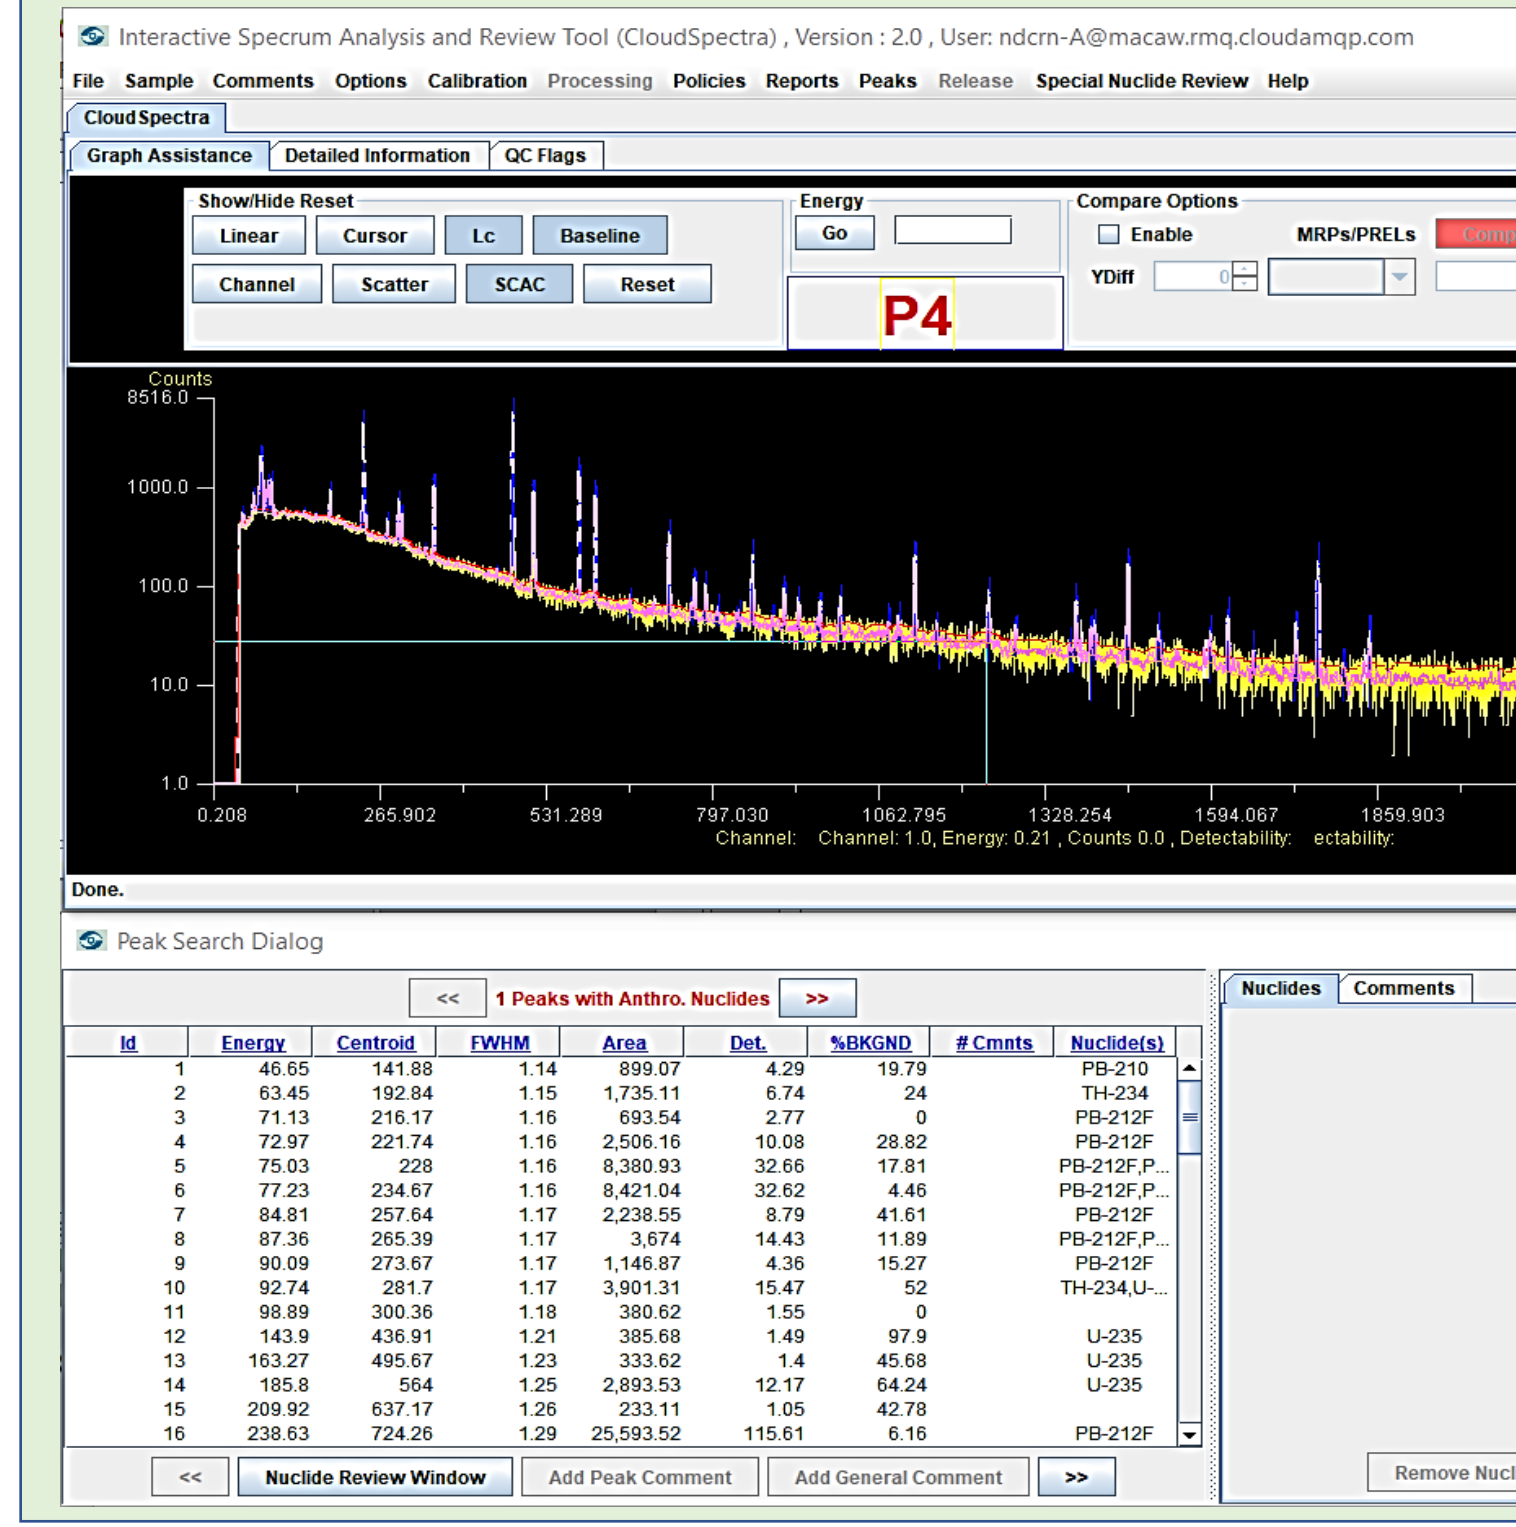 Interactive Specrum Analysis and Review Tool (CloudSpectra) , Version : 2.0 , User: ndcrn-A@macaw.rmq.cloudamqp.com
File Sample Comments Options Calibration Processing Policies Reports Peaks Release Special Nuclide Review Help
CloudSpectra
Graph Assistance Detailed Information QC Flags
Show/Hide Reset Energy Compare Options
Linear Cursor Lc Baseline Go Enable MRPs/PRELs Comp
Channel Scatter SCAC Reset YDiff 0
P4
Counts
8516.0
1000.0
100.0
10.0
1.0
0.208 265.902 531.289 797.030 1062.795 1328.254 1594.067 1859.903
Channel: Channel: 1.0, Energy: 0.21 , Counts 0.0 , Detectability: ectability:
Done.
Peak Search Dialog
<< 1 Peaks with Anthro. Nuclides >> Nuclides Comments
Id Energy Centroid FWHM Area Det. %BKGND # Cmnts Nuclide(s)
1 46.65 141.88 1.14 899.07 4.29 19.79 PB-210
2 63.45 192.84 1.15 1,735.11 6.74 24 TH-234
3 71.13 216.17 1.16 693.54 2.77 0 PB-212F
4 72.97 221.74 1.16 2,506.16 10.08 28.82 PB-212F
5 75.03 228 1.16 8,380.93 32.66 17.81 PB-212F,P...
6 77.23 234.67 1.16 8,421.04 32.62 4.46 PB-212F,P...
7 84.81 257.64 1.17 2,238.55 8.79 41.61 PB-212F
8 87.36 265.39 1.17 3,674 14.43 11.89 PB-212F,P...
9 90.09 273.67 1.17 1,146.87 4.36 15.27 PB-212F
10 92.74 281.7 1.17 3,901.31 15.47 52 TH-234,U-...
11 98.89 300.36 1.18 380.62 1.55 0
12 143.9 436.91 1.21 385.68 1.49 97.9 U-235
13 163.27 495.67 1.23 333.62 1.4 45.68 U-235
14 185.8 564 1.25 2,893.53 12.17 64.24 U-235
15 209.92 637.17 1.26 233.11 1.05 42.78
16 238.63 724.26 1.29 25,593.52 115.61 6.16 PB-212F
<< Nuclide Review Window Add Peak Comment Add General Comment >> Remove Nucl